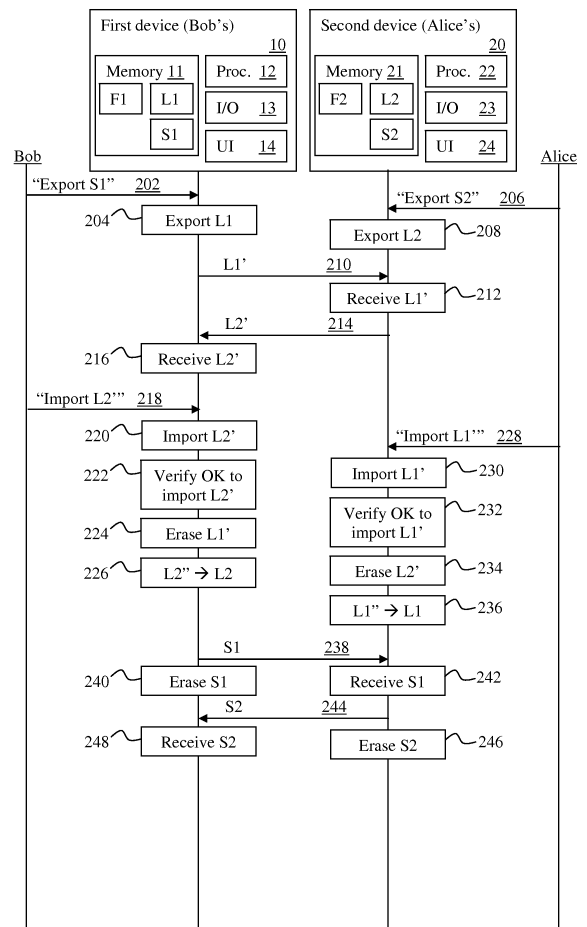 First device (Bob's)
10
Memory 11
F1
L1
S1
Proc. 12
I/O 13
UI 14
Second device (Alice's)
20
Memory 21
F2
L2
S2
Proc. 22
I/O 23
UI 24
Bob
Alice
“Export S1” 202
204
Export L1
“Export S2” 206
Export L2
208
L1’ 210
Receive L1’
212
L2’ 214
216
Receive L2’
“Import L2’” 218
220
Import L2’
“Import L1’” 228
222
Verify OK to
import L2’
Import L1’
230
224
Erase L1’
Verify OK to
import L1’
232
226
L2” → L2
Erase L2’
234
L1” → L1
236
S1 238
240
Erase S1
Receive S1
242
S2 244
248
Receive S2
Erase S2
246